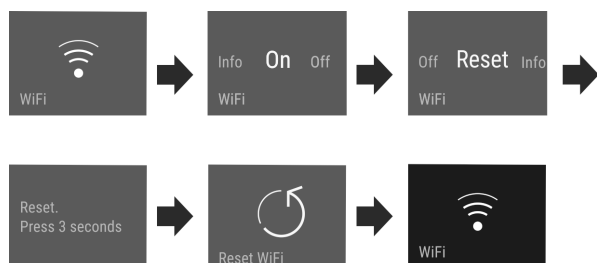 WiFi
Info On Off
WiFi
Off Reset Info
WiFi
Reset.
Press 3 seconds
Reset WiFi
WiFi